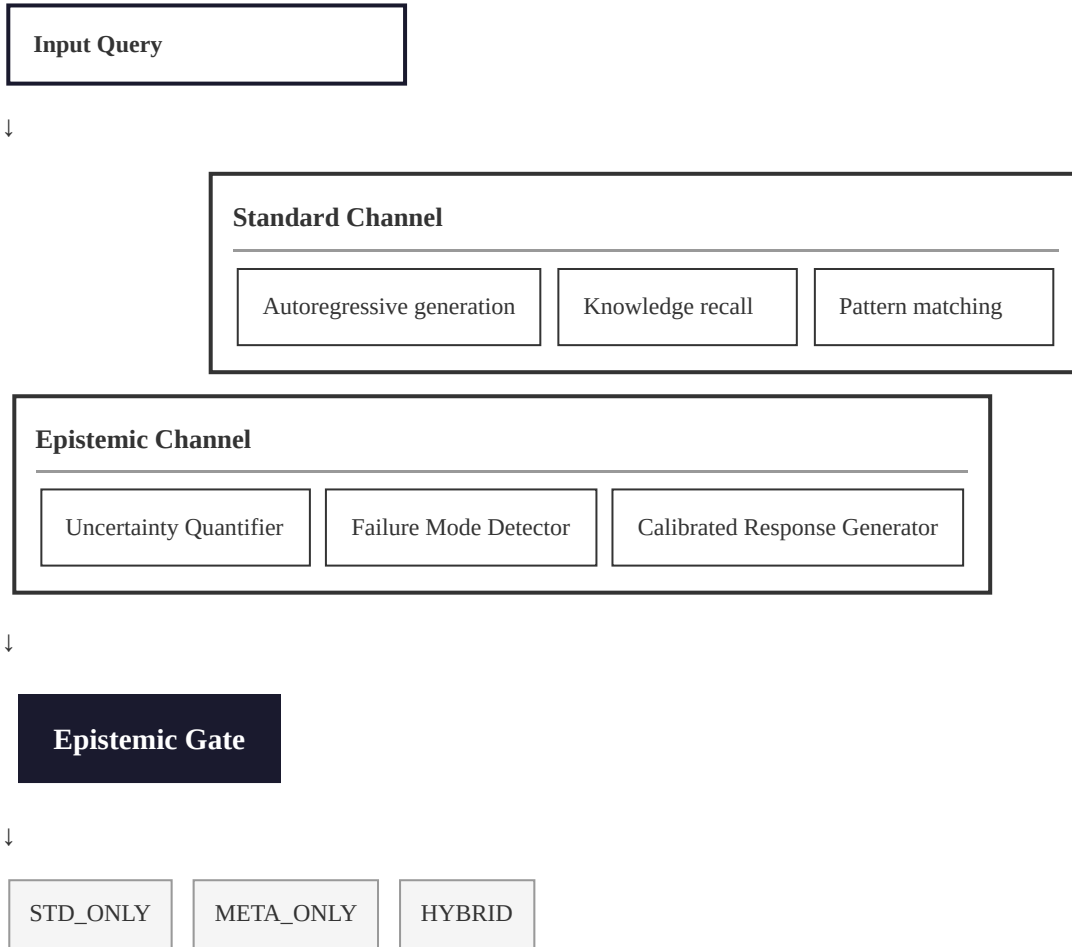 Input Query
↓
Standard Channel
Autoregressive generation Knowledge recall Pattern matching
Epistemic Channel
Uncertainty Quantifier Failure Mode Detector Calibrated Response Generator
↓
Epistemic Gate
↓
STD_ONLY META_ONLY HYBRID